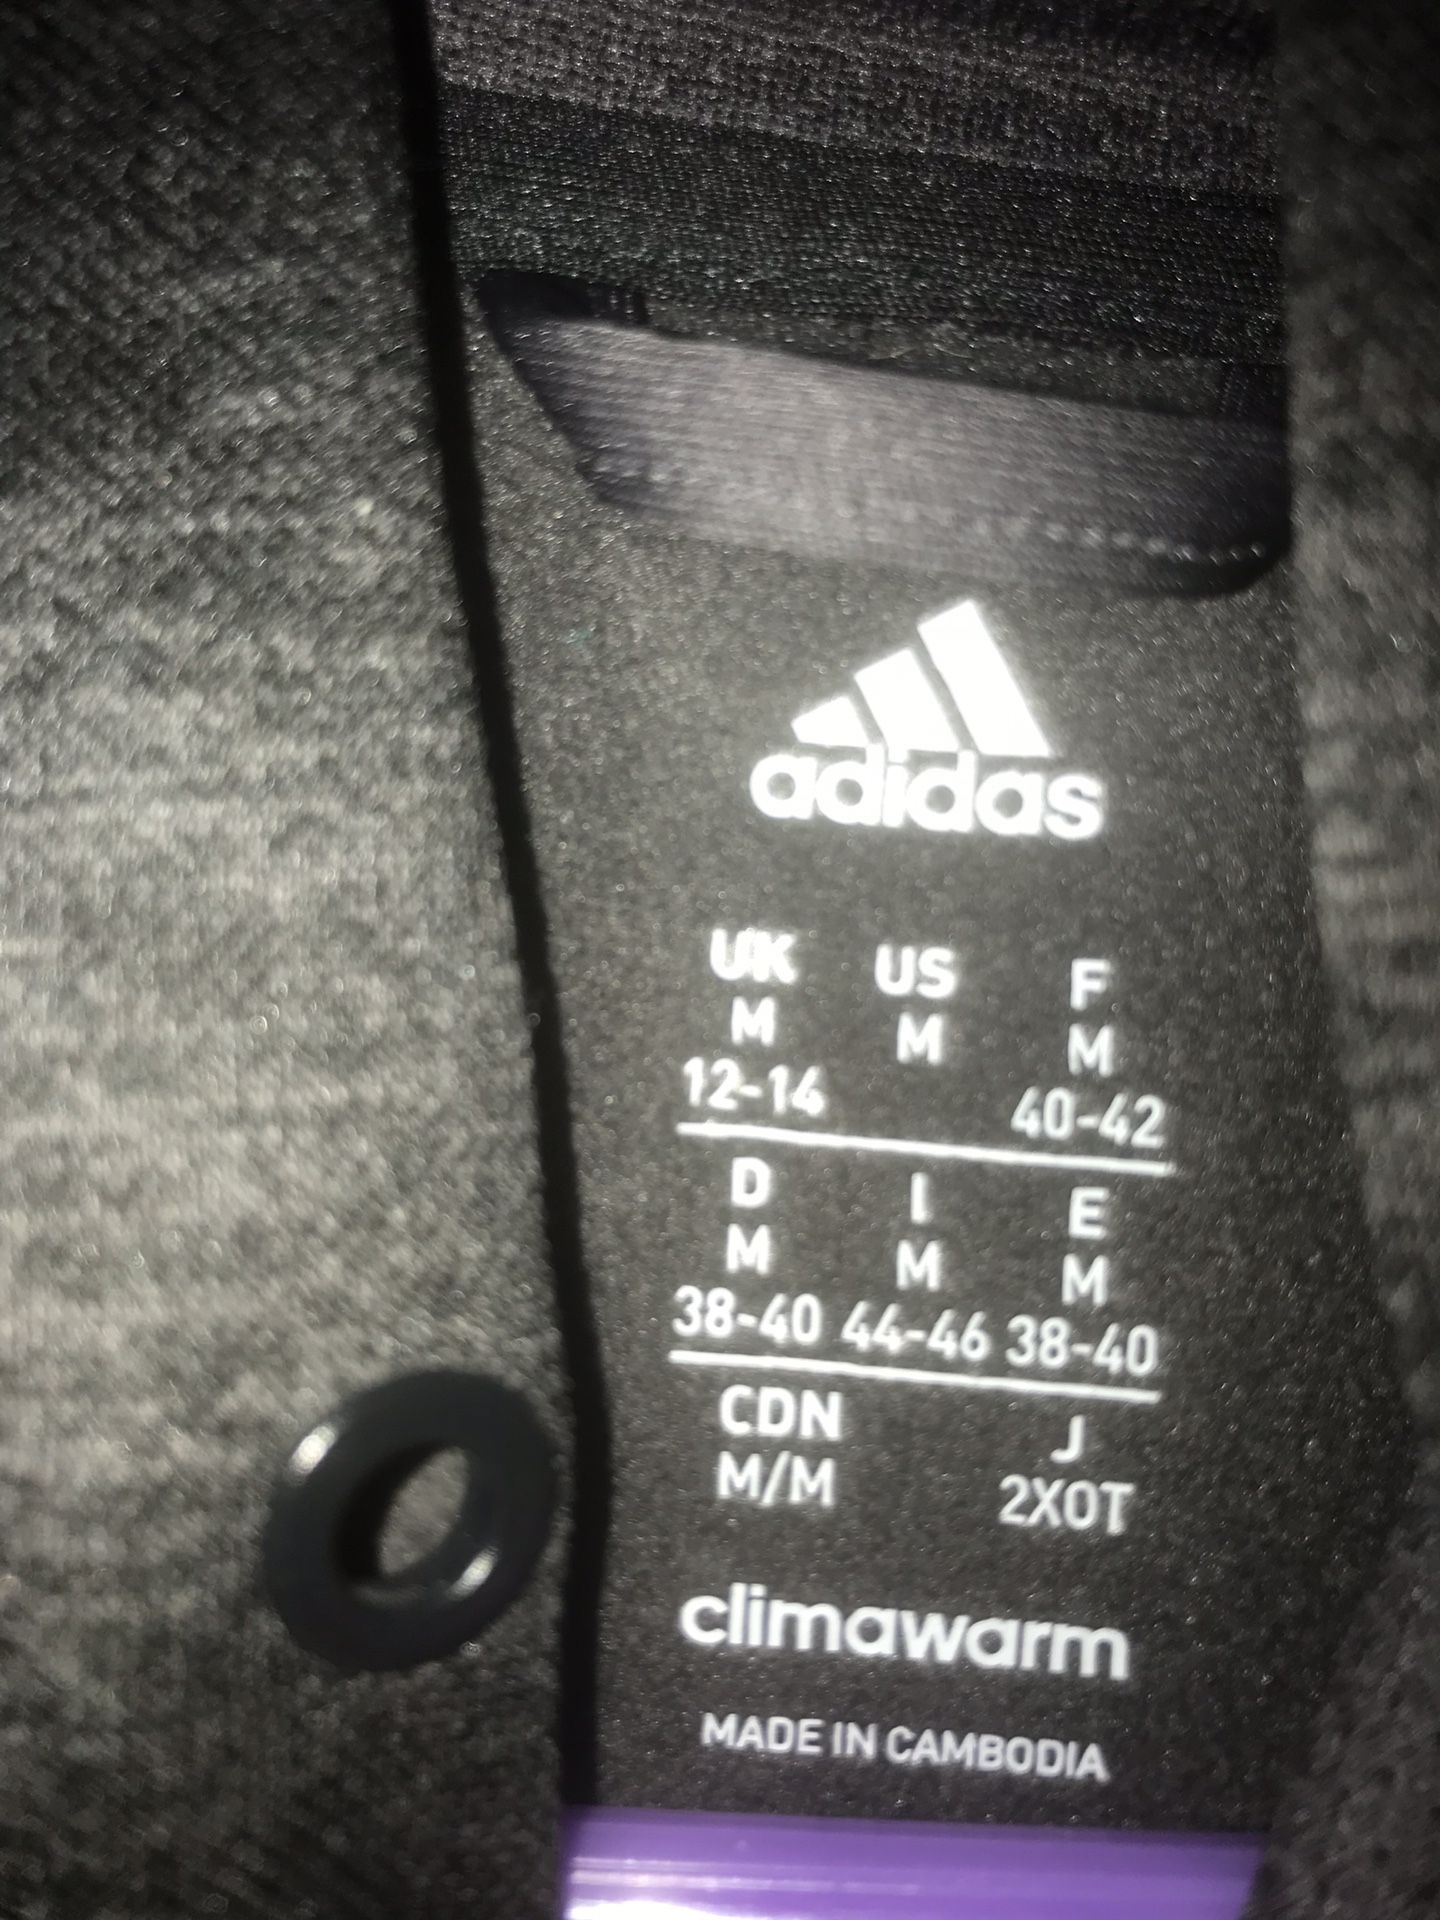 adidas
UK US F
M M M
12-14 40-42
D I E
M M M
38-40 44-46 38-40
CDN J
M/M 2XOT
climawarm
MADE IN CAMBODIA